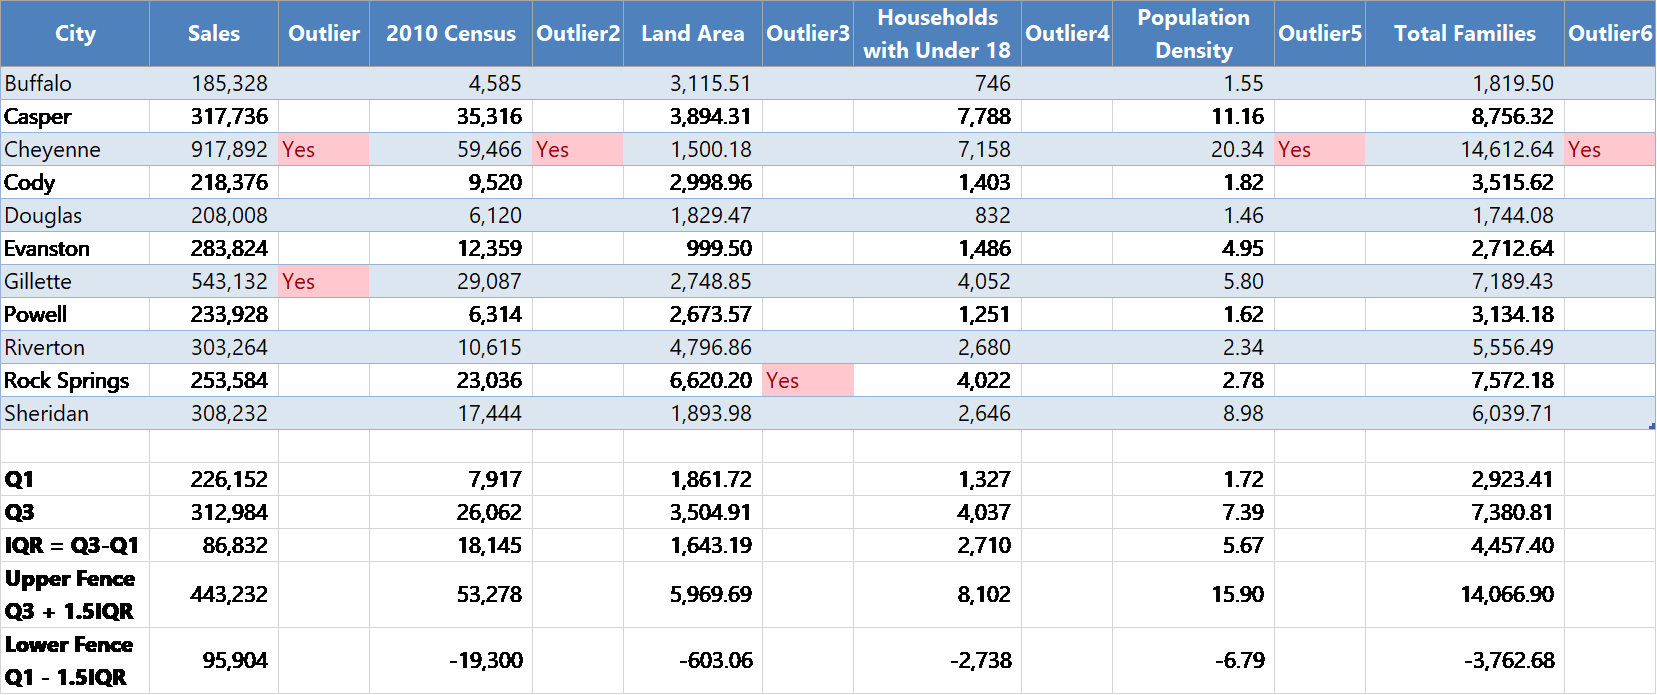 City Sales Outlier 2010 Census Outlier2 Land Area Outlier3 Households with Under 18 Outlier4 Population Density Outlier5 Total Families Outlier6
Buffalo 185,328 4,585 3,115.51 746 1.55 1,819.50
Casper 317,736 35,316 3,894.31 7,788 11.16 8,756.32
Cheyenne 917,892 Yes 59,466 Yes 1,500.18 7,158 20.34 Yes 14,612.64 Yes
Cody 218,376 9,520 2,998.96 1,403 1.82 3,515.62
Douglas 208,008 6,120 1,829.47 832 1.46 1,744.08
Evanston 283,824 12,359 999.50 1,486 4.95 2,712.64
Gillette 543,132 Yes 29,087 2,748.85 4,052 5.80 7,189.43
Powell 233,928 6,314 2,673.57 1,251 1.62 3,134.18
Riverton 303,264 10,615 4,796.86 2,680 2.34 5,556.49
Rock Springs 253,584 23,036 6,620.20 Yes 4,022 2.78 7,572.18
Sheridan 308,232 17,444 1,893.98 2,646 8.98 6,039.71
Q1 226,152 7,917 1,861.72 1,327 1.72 2,923.41
Q3 312,984 26,062 3,504.91 4,037 7.39 7,380.81
IQR = Q3-Q1 86,832 18,145 1,643.19 2,710 5.67 4,457.40
Upper Fence
Q3 + 1.5IQR 443,232 53,278 5,969.69 8,102 15.90 14,066.90
Lower Fence
Q1 - 1.5IQR 95,904 -19,300 -603.06 -2,738 -6.79 -3,762.68